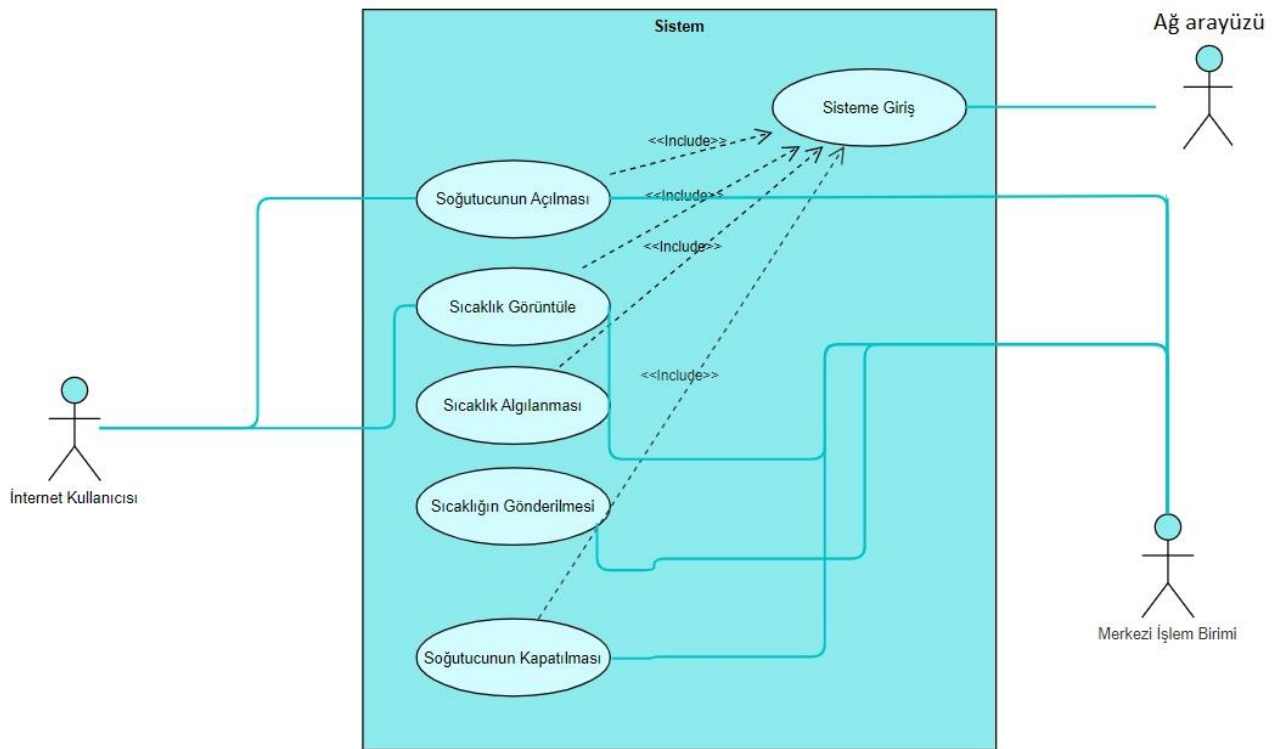 Sistem
Ağ arayüzü
Sisteme Giriş
<<Include>>
Soğutucunun Açılması
<<Include>>
<<Include>>
Sıcaklık Görüntüle
<<Include>>
Sıcaklık Algılanması
İnternet Kullanıcısı
Sıcaklığın Gönderilmesi
Merkezi İşlem Birimi
Soğutucunun Kapatılması